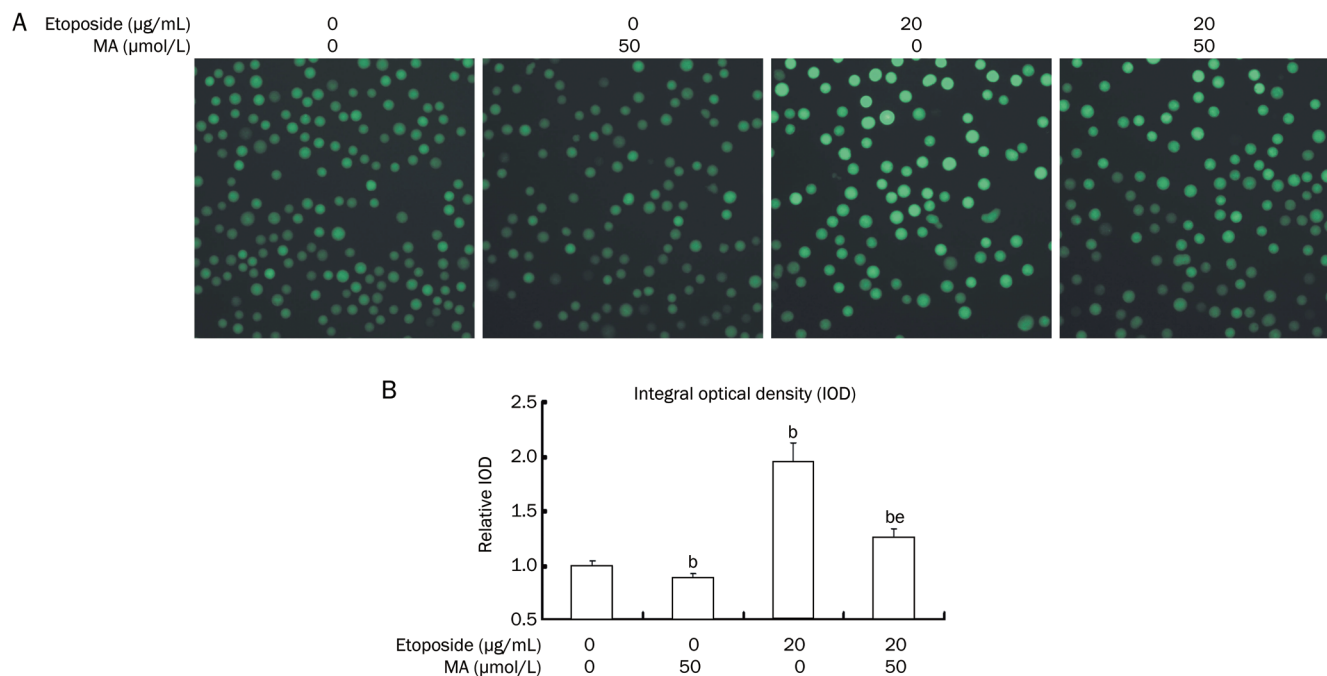 A
Etoposide (µg/mL) 0 0 20 20
MA (µmol/L) 0 50 0 50
B
Integral optical density (IOD)
2.5
2.0
1.5
1.0
0.5
Relative IOD
b
b
be
Etoposide (µg/mL) 0 0 20 20
MA (µmol/L) 0 50 0 50